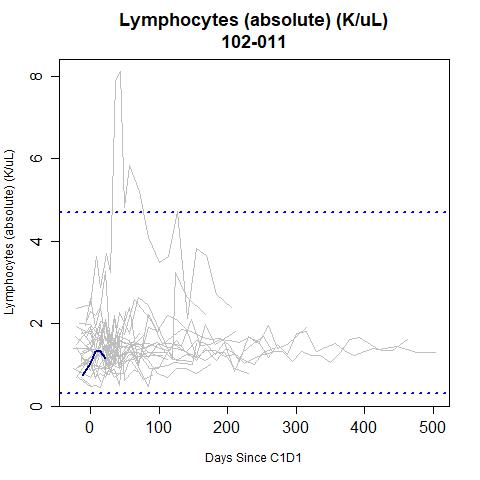 Lymphocytes (absolute) (K/uL)
102-011
Lymphocytes (absolute) (K/uL)
8
6
4
2
0
0 100 200 300 400 500
Days Since C1D1